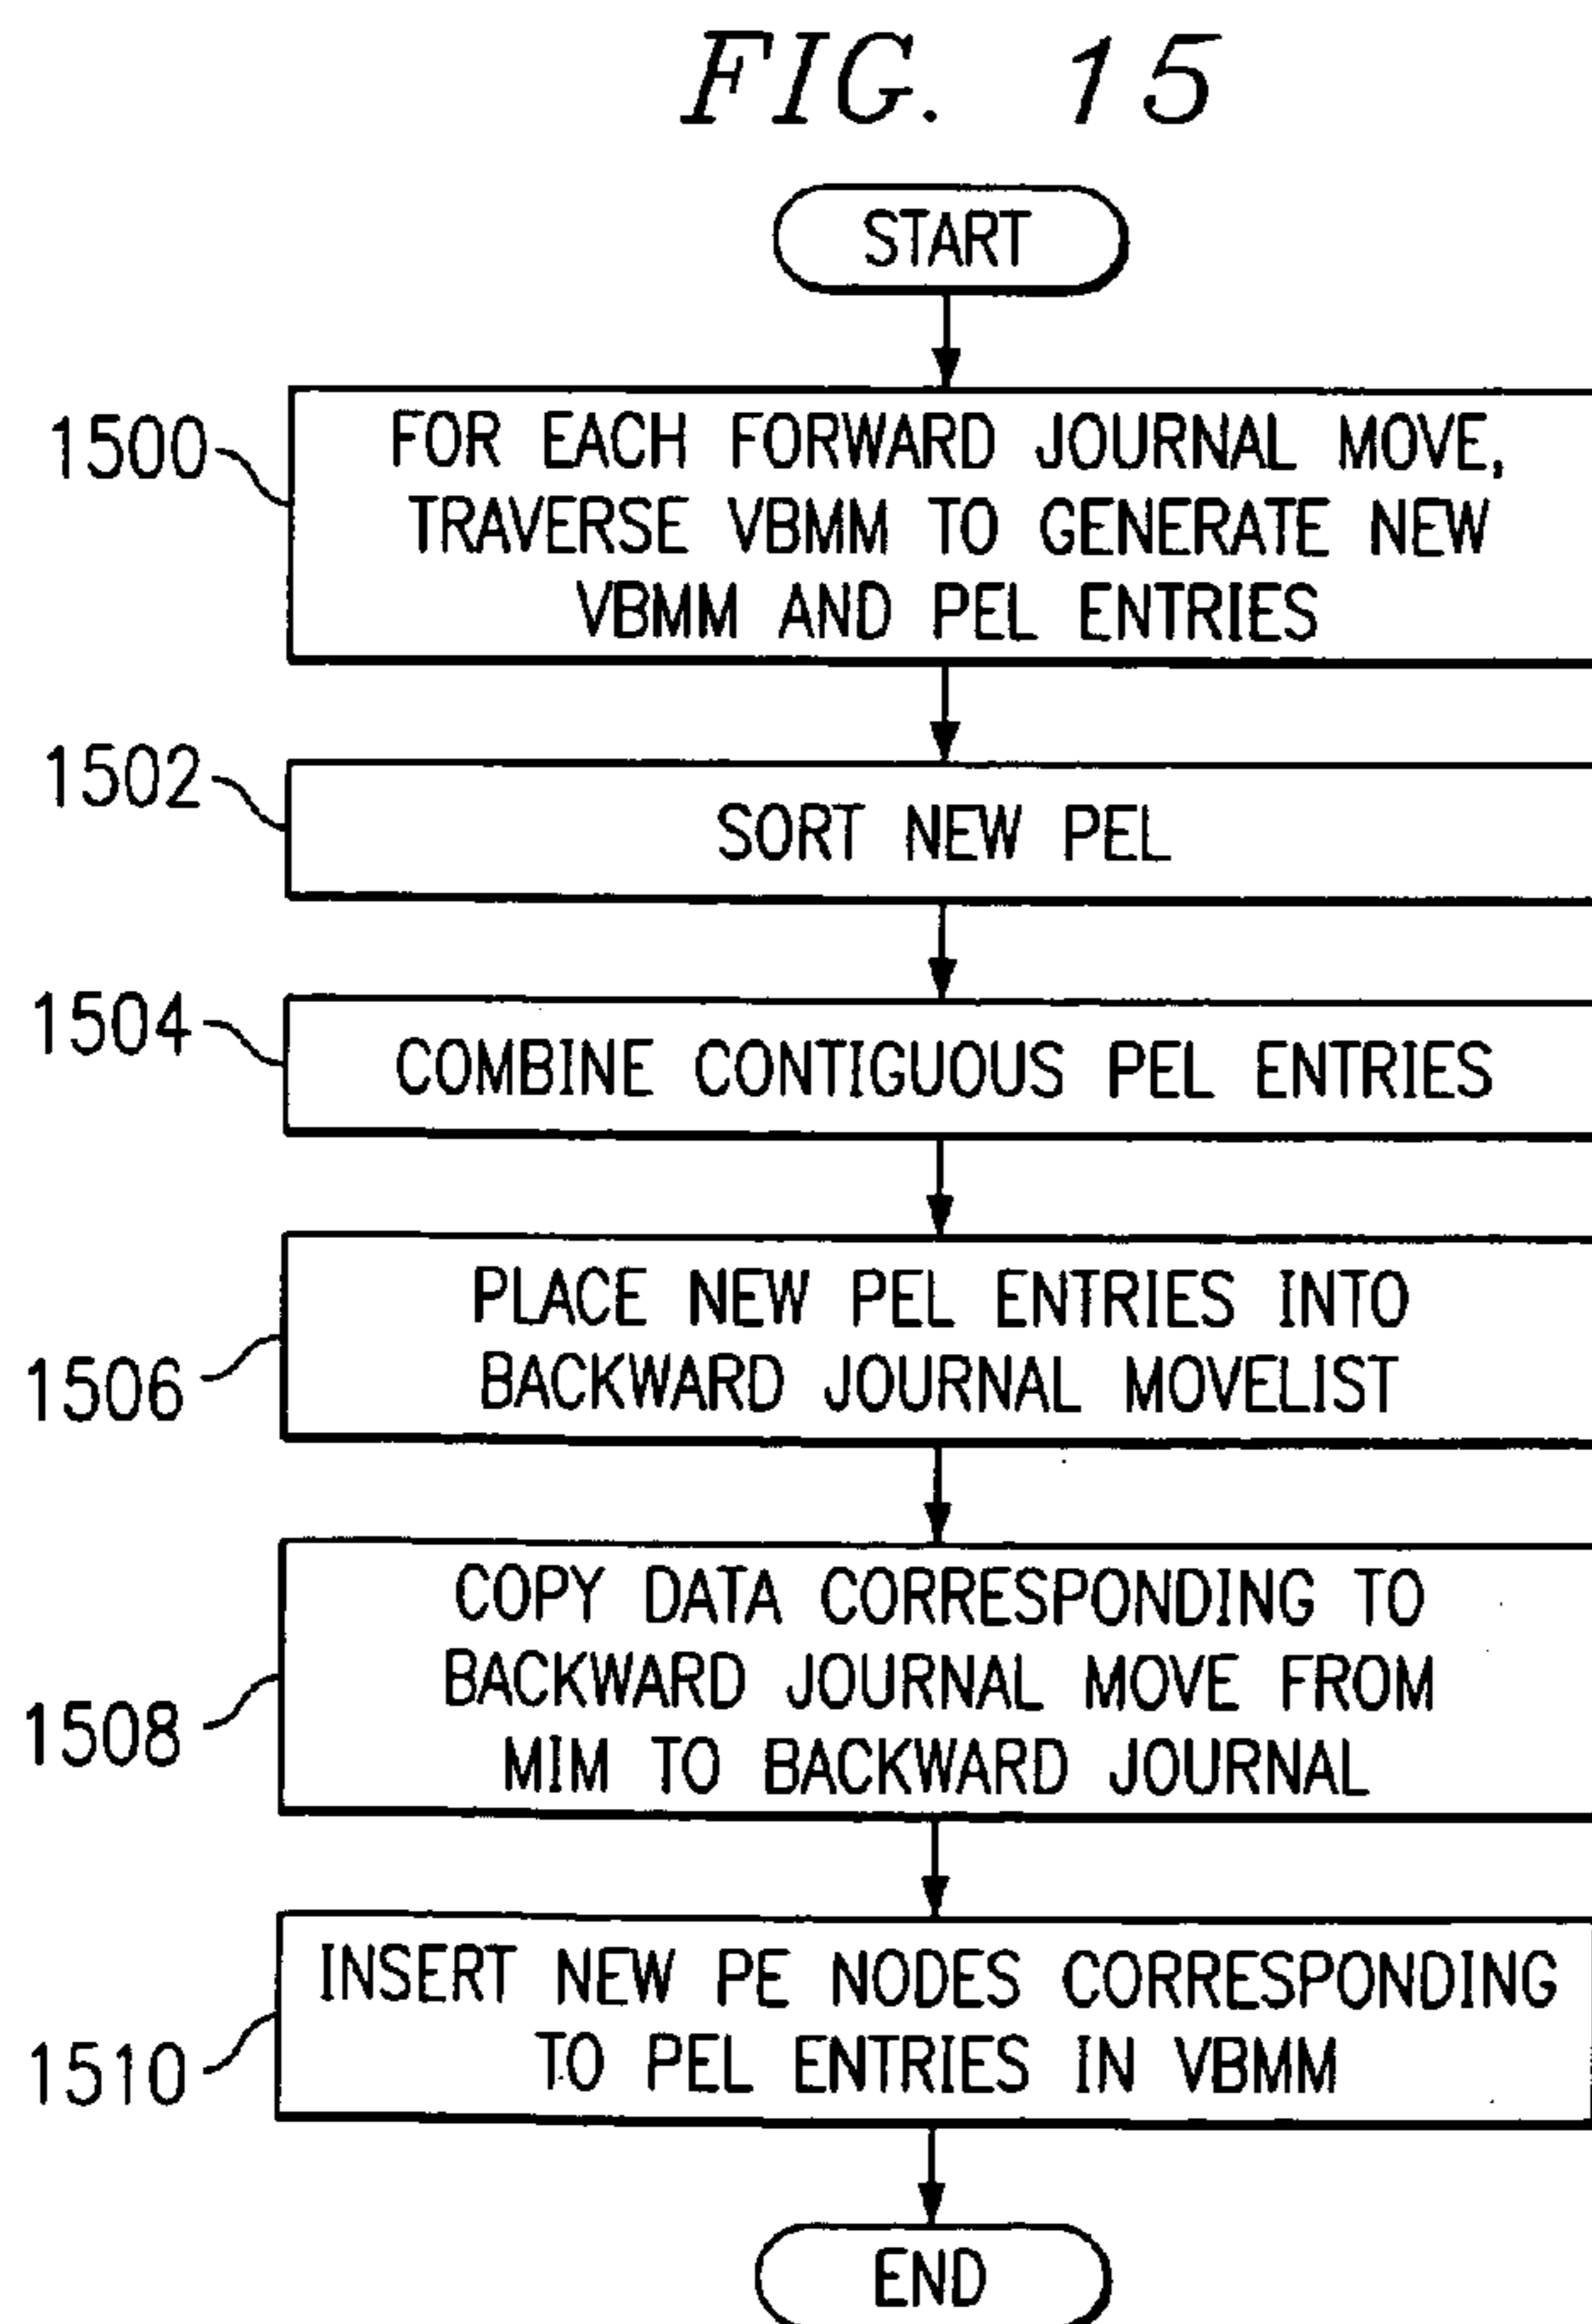 FIG. 15
START
1500
FOR EACH FORWARD JOURNAL MOVE,
TRAVERSE VBMM TO GENERATE NEW
VBMM AND PEL ENTRIES
1502
SORT NEW PEL
1504
COMBINE CONTIGUOUS PEL ENTRIES
1506
PLACE NEW PEL ENTRIES INTO
BACKWARD JOURNAL MOVELIST
1508
COPY DATA CORRESPONDING TO
BACKWARD JOURNAL MOVE FROM
MIM TO BACKWARD JOURNAL
1510
INSERT NEW PE NODES CORRESPONDING
TO PEL ENTRIES IN VBMM
END